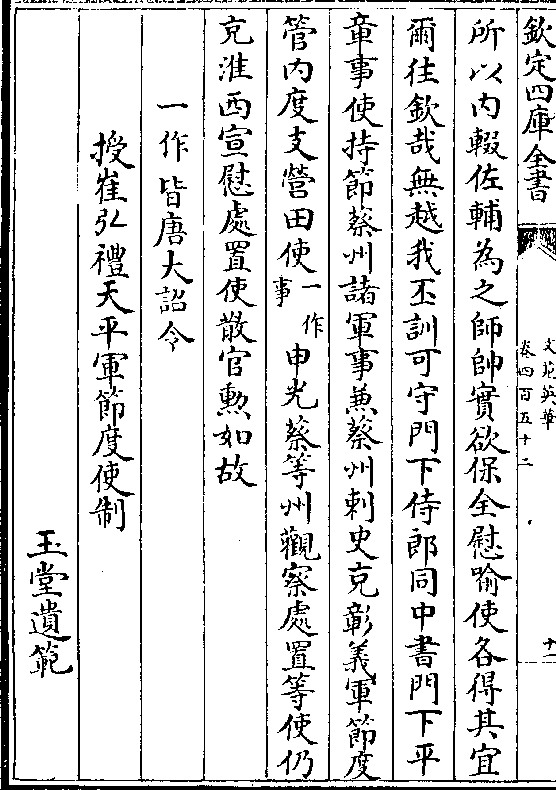 欽定四庫全書
文苑英華
卷四百五十二
十二
所以内輟佐輔為之師帥實欲保全慰喻使各得其宜
爾往欽哉無越我丕訓可守門下侍郎同中書門下平
章事使持節蔡州諸軍事兼蔡州刺史充彰義軍節度
管内度支營田使一作事申光蔡等州觀察處置等使仍
充淮西宣慰處置使散官勲如故
一作皆唐大詔令
授崔弘禮天平軍節度使制
玉堂遺範